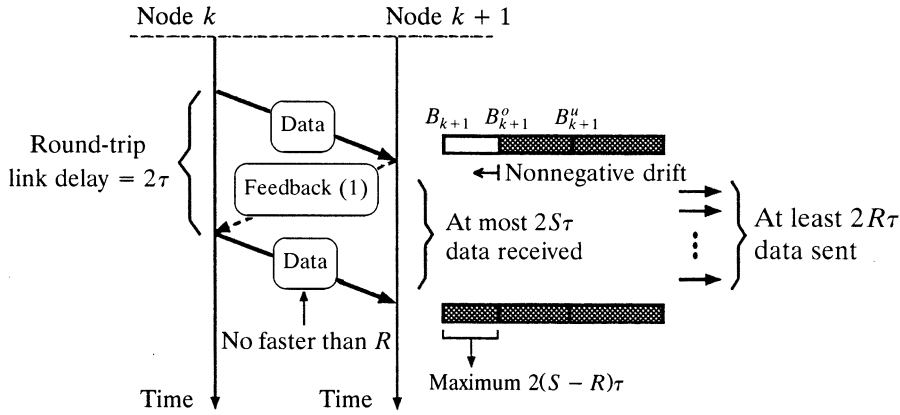 Node k
Node k + 1
Data
Round-trip
link delay = 2τ
Feedback (1)
Data
No faster than R
Time
Time
B_{k+1} B^o_{k+1} B^u_{k+1}
Nonnegative drift
At most 2Sτ
data received
At least 2Rτ
data sent
Maximum 2(S − R)τ